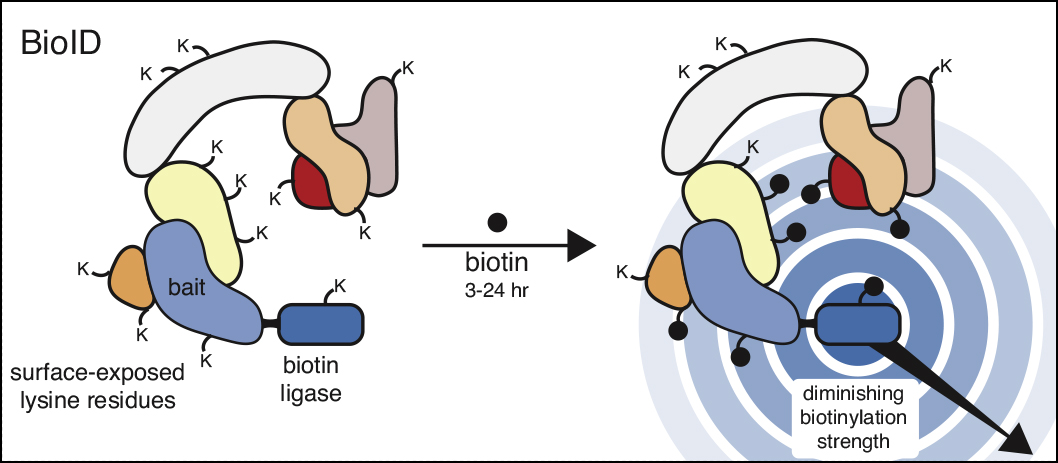 BioID
K
K
K
K
K
K
K
K
K
bait
K
K
K
surface-exposed
lysine residues
biotin
ligase
biotin
3-24 hr
K
K
K
K
K
diminishing
biotinylation
strength